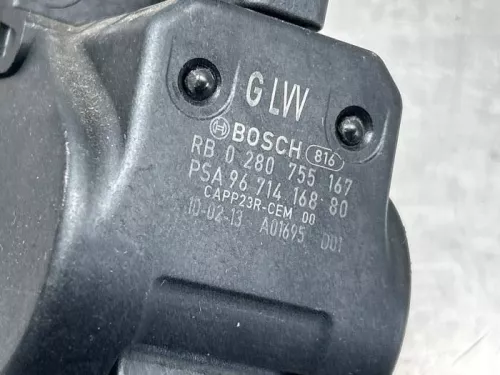 GLW
BOSCH 816
RB 0 280 755 167
PSA 96 714 168 80
CAPP23R-CEM 00
10-02-13 A01695 D01